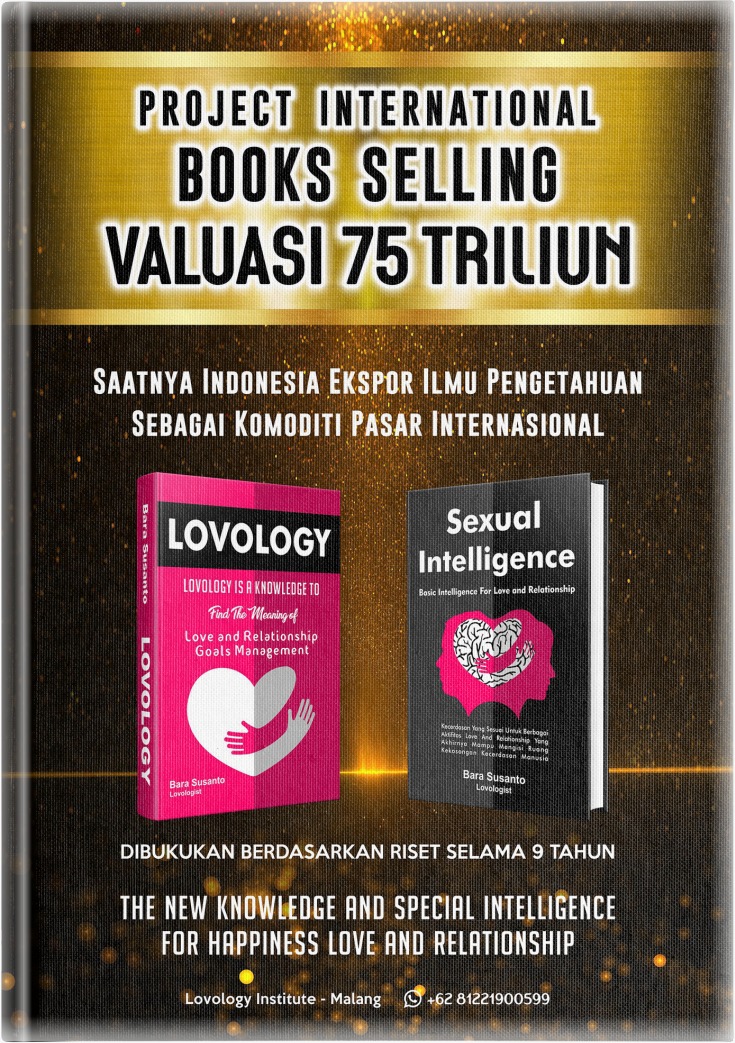 PROJECT INTERNATIONAL
BOOKS SELLING
VALUASI 75 TRILIUN
SAATNYA INDONESIA EKSPOR ILMU PENGETAHUAN
SEBAGAI KOMODITI PASAR INTERNASIONAL
Bara Susanto
LOVOLOGY
LOVOLOGY
LOVOLOGY IS A KNOWLEDGE TO
Find The Meaning of
Love and Relationship
Goals Management
Bara Susanto
Lovologist
Sexual
Intelligence
Basic Intelligence For Love and Relationship
Kecerdasan Yang Sesuai Untuk Berbagai
Aktifitas Love And Relationship Yang
Akhirnya Mampu Mengisi Ruang
Kekosongan Kecerdasan Manusia
Bara Susanto
Lovologist
DIBUKUKAN BERDASARKAN RISET SELAMA 9 TAHUN
THE NEW KNOWLEDGE AND SPECIAL INTELLIGENCE
FOR HAPPINESS LOVE AND RELATIONSHIP
Lovology Institute - Malang +62 81221900599